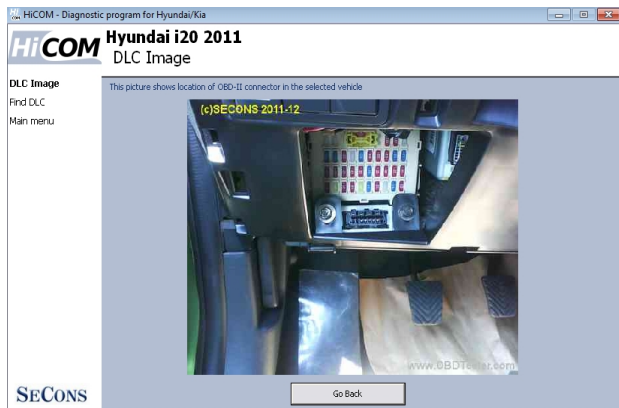 HiCOM - Diagnostic program for Hyundai/Kia
HiCOM
Hyundai i20 2011
DLC Image
DLC Image
Find DLC
Main menu
This picture shows location of OBD-II connector in the selected vehicle
(c)SECONS 2011-12
www.OBDTester.com
Go Back
SECONS